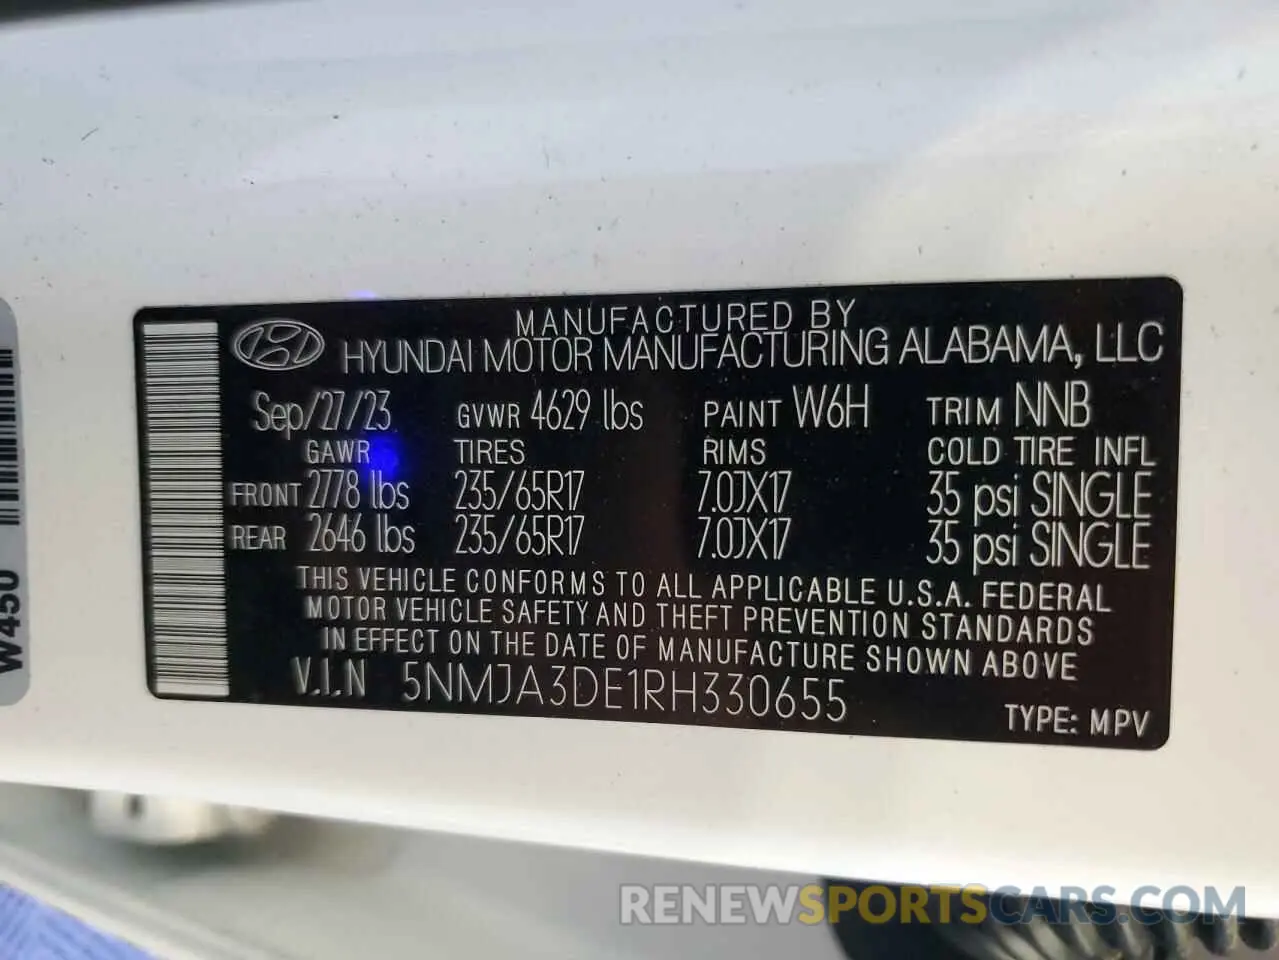 MANUFACTURED BY
HYUNDAI MOTOR MANUFACTURING ALABAMA, LLC
Sep/27/23 GVWR 4629 lbs PAINT W6H TRIM NNB
GAWR TIRES RIMS COLD TIRE INFL
FRONT 2778 lbs 235/65R17 7.0JX17 35 psi SINGLE
REAR 2646 lbs 235/65R17 7.0JX17 35 psi SINGLE
THIS VEHICLE CONFORMS TO ALL APPLICABLE U.S.A. FEDERAL
MOTOR VEHICLE SAFETY AND THEFT PREVENTION STANDARDS
IN EFFECT ON THE DATE OF MANUFACTURE SHOWN ABOVE
V.I.N 5NMJA3DE1RH330655
TYPE: MPV
W450
RENEWSPORTSCARS.COM